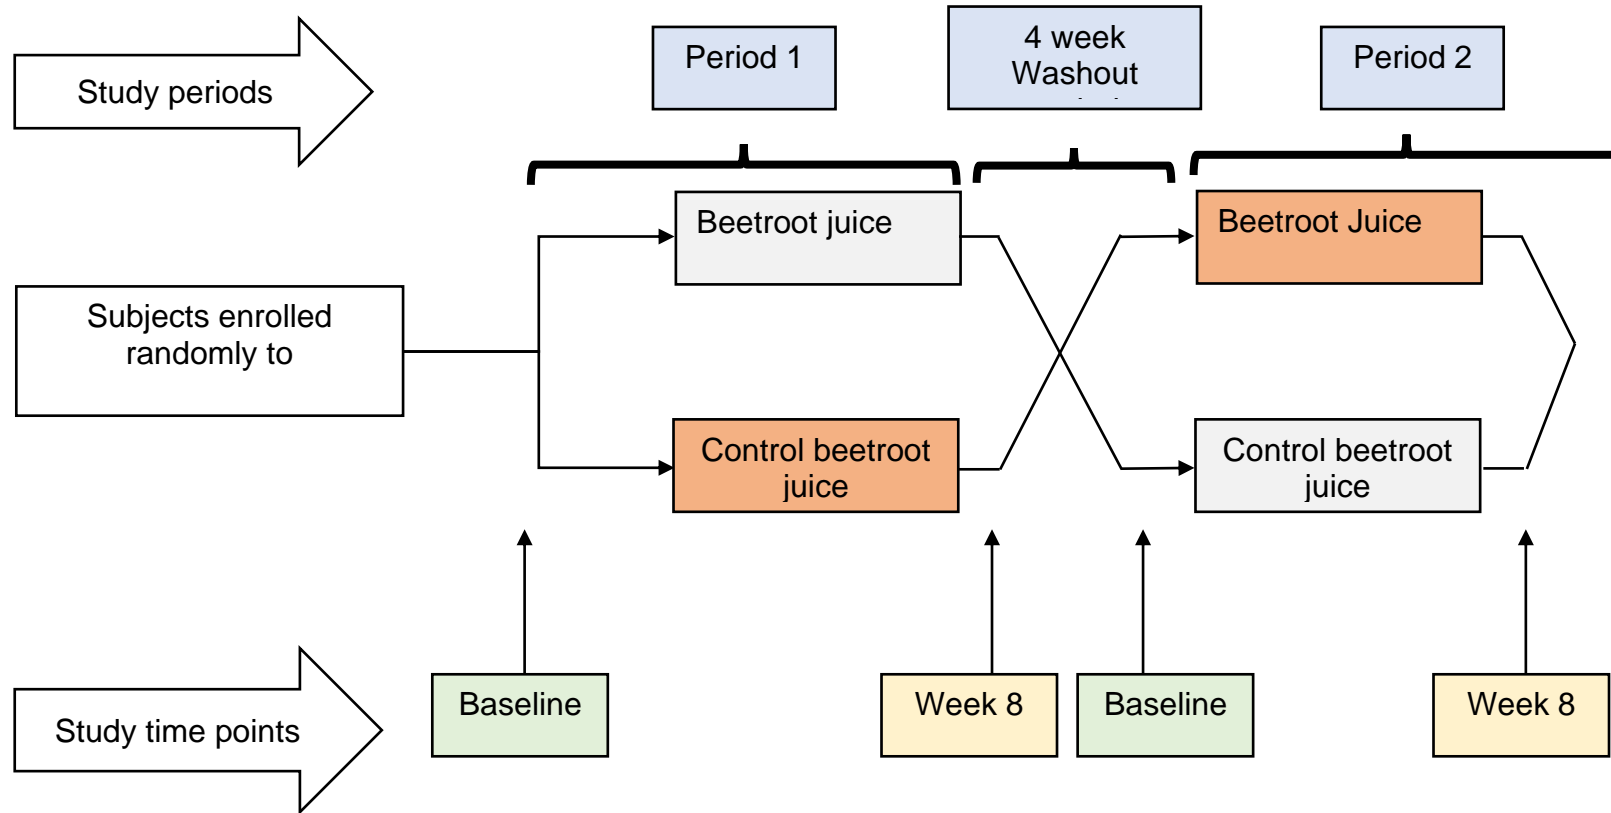 Study periods
Period 1
4 week
Washout
Period 2
Beetroot juice
Beetroot Juice
Subjects enrolled
randomly to
Control beetroot
juice
Control beetroot
juice
Baseline
Week 8
Baseline
Week 8
Study time points